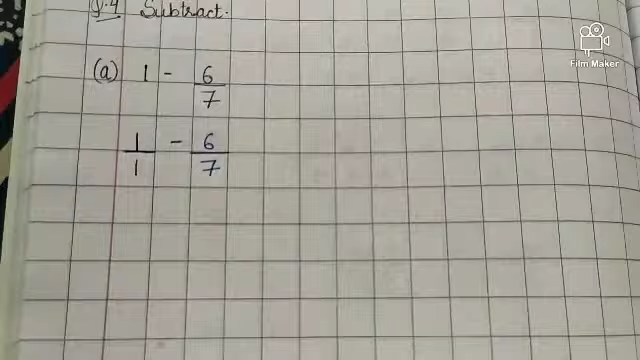 Q.4 Subtract.
(a) 1 - 6/7
1/1 - 6/7
Film Maker